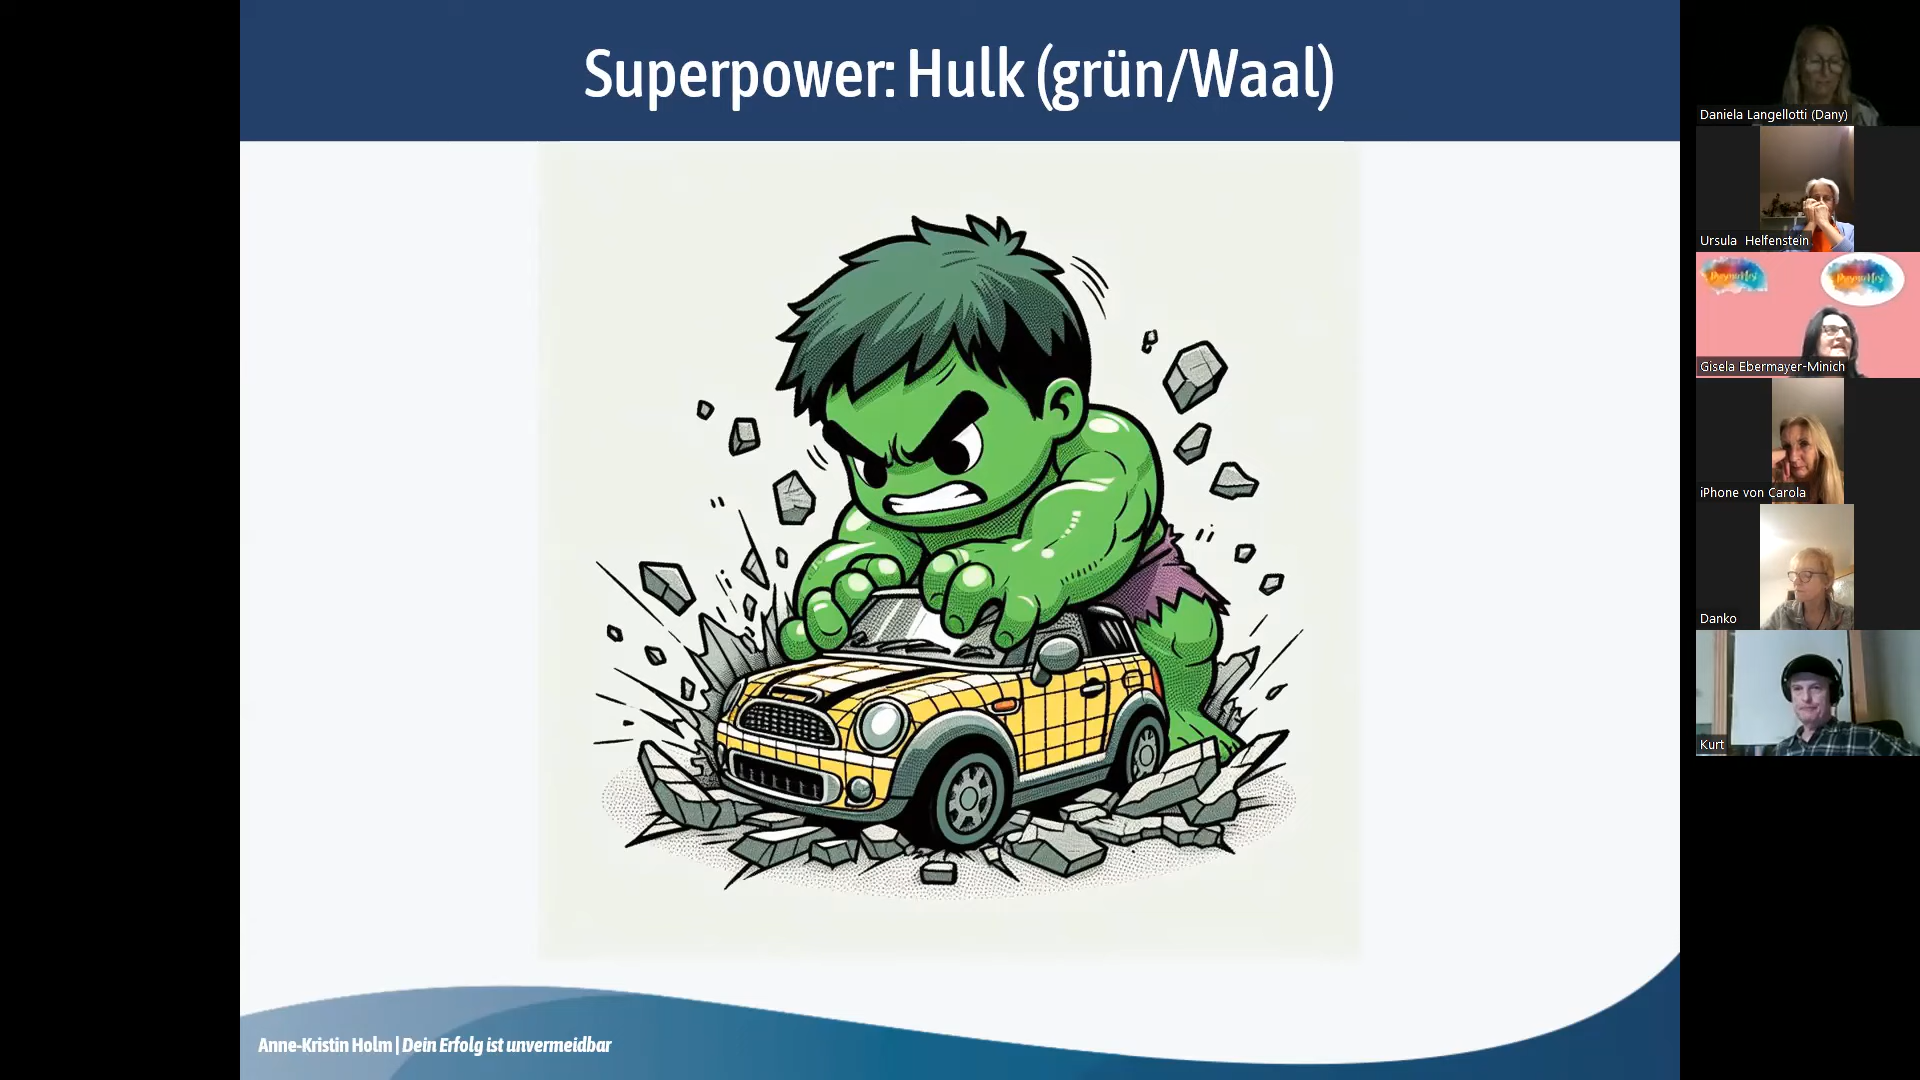 Superpower: Hulk (grün/Waal)
Anne-Kristin Holm | Dein Erfolg ist unvermeidbar
Daniela Langellotti (Dany)
Ursula Helfenstein
Gisela Ebermayer-Minich
iPhone von Carola
Danko
Kurt